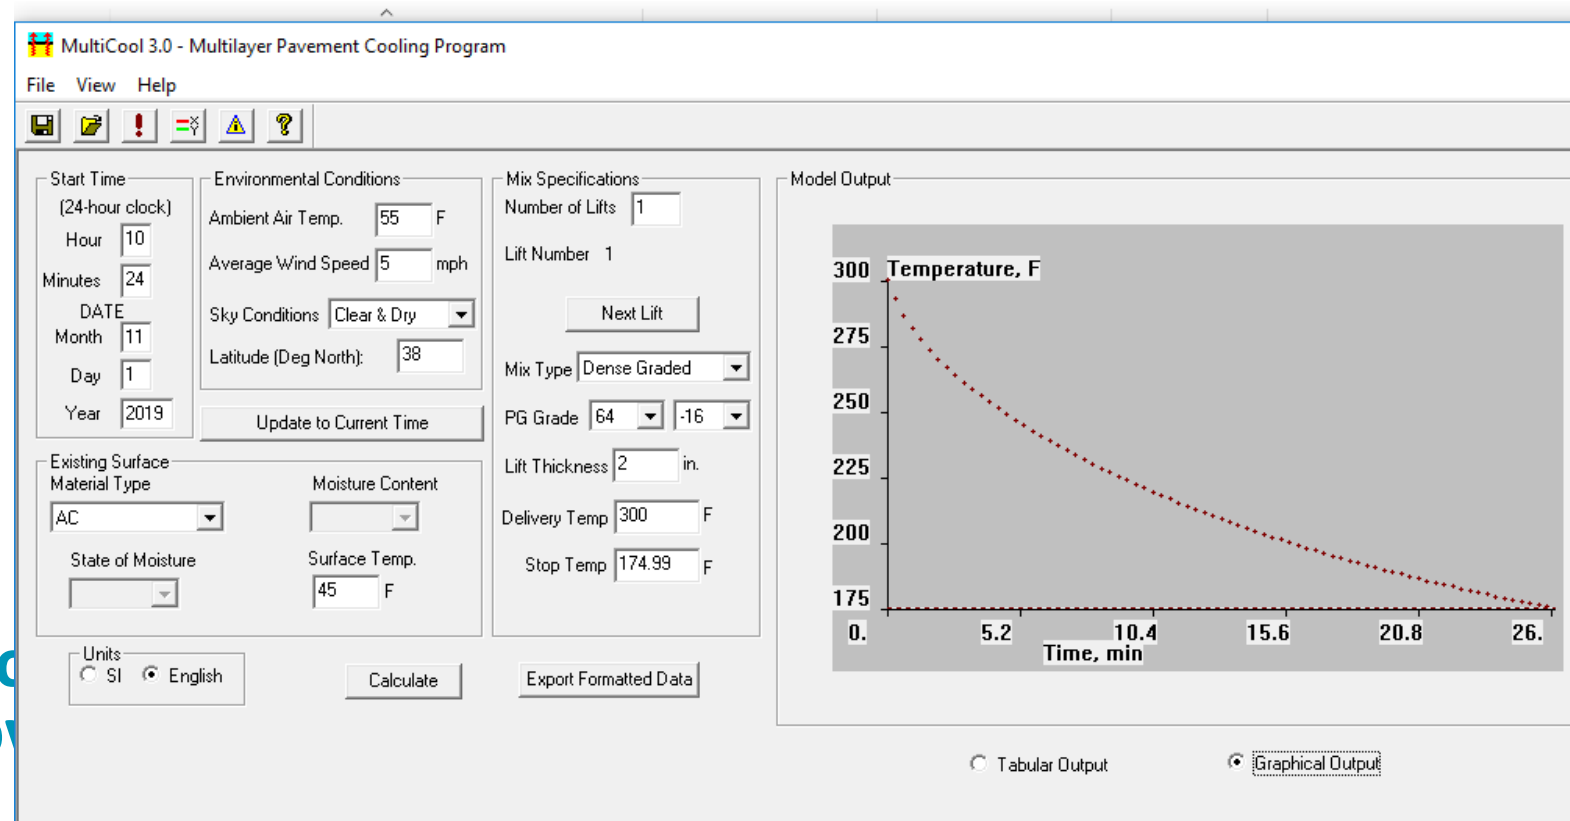 MultiCool 3.0 - Multilayer Pavement Cooling Program
File View Help
Start Time
(24-hour clock)
Hour 10
Minutes 24
DATE
Month 11
Day 1
Year 2019
Environmental Conditions
Ambient Air Temp. 55 F
Average Wind Speed 5 mph
Sky Conditions Clear & Dry
Latitude (Deg North): 38
Update to Current Time
Existing Surface
Material Type Moisture Content
AC
State of Moisture Surface Temp.
45 F
Units
SI English
Calculate
Mix Specifications
Number of Lifts 1
Lift Number 1
Next Lift
Mix Type Dense Graded
PG Grade 64 -16
Lift Thickness 2 in.
Delivery Temp 300 F
Stop Temp 174.99 F
Export Formatted Data
Model Output
300 Temperature, F
275
250
225
200
175
0. 5.2 10.4 15.6 20.8 26.
Time, min
Tabular Output Graphical Output